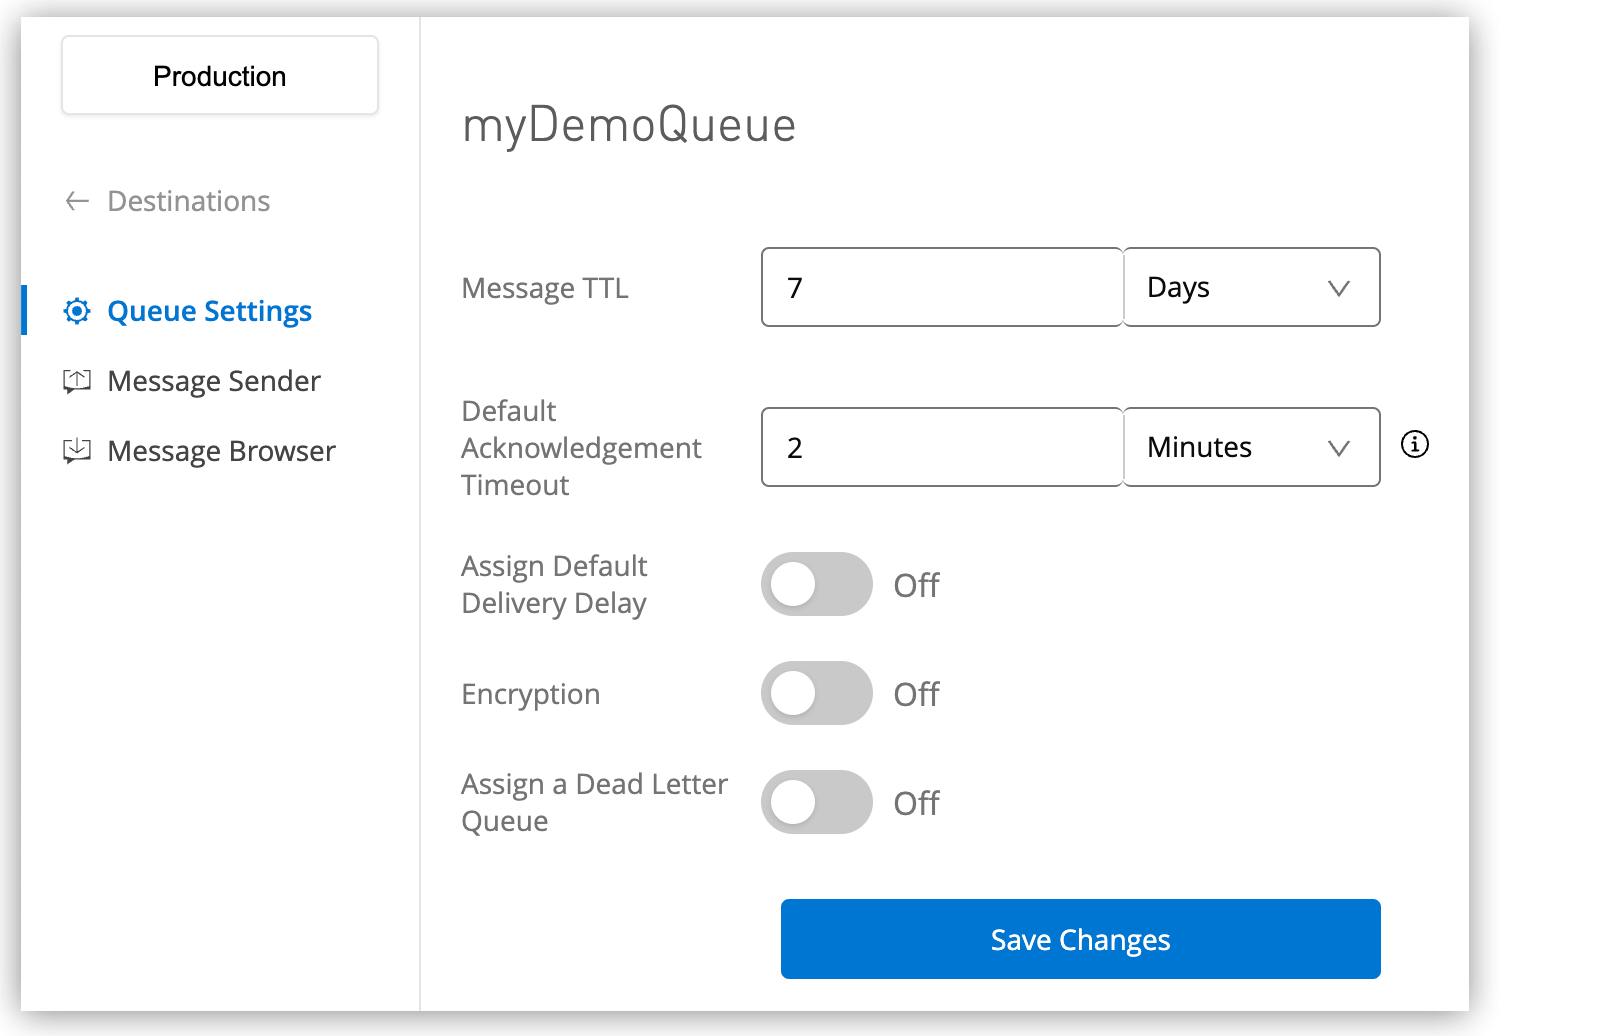 Production
Destinations
Queue Settings
Message Sender
Message Browser
myDemoQueue
Message TTL
7
Days
Default
Acknowledgement
Timeout
2
Minutes
Assign Default
Delivery Delay
Off
Encryption
Off
Assign a Dead Letter
Queue
Off
Save Changes